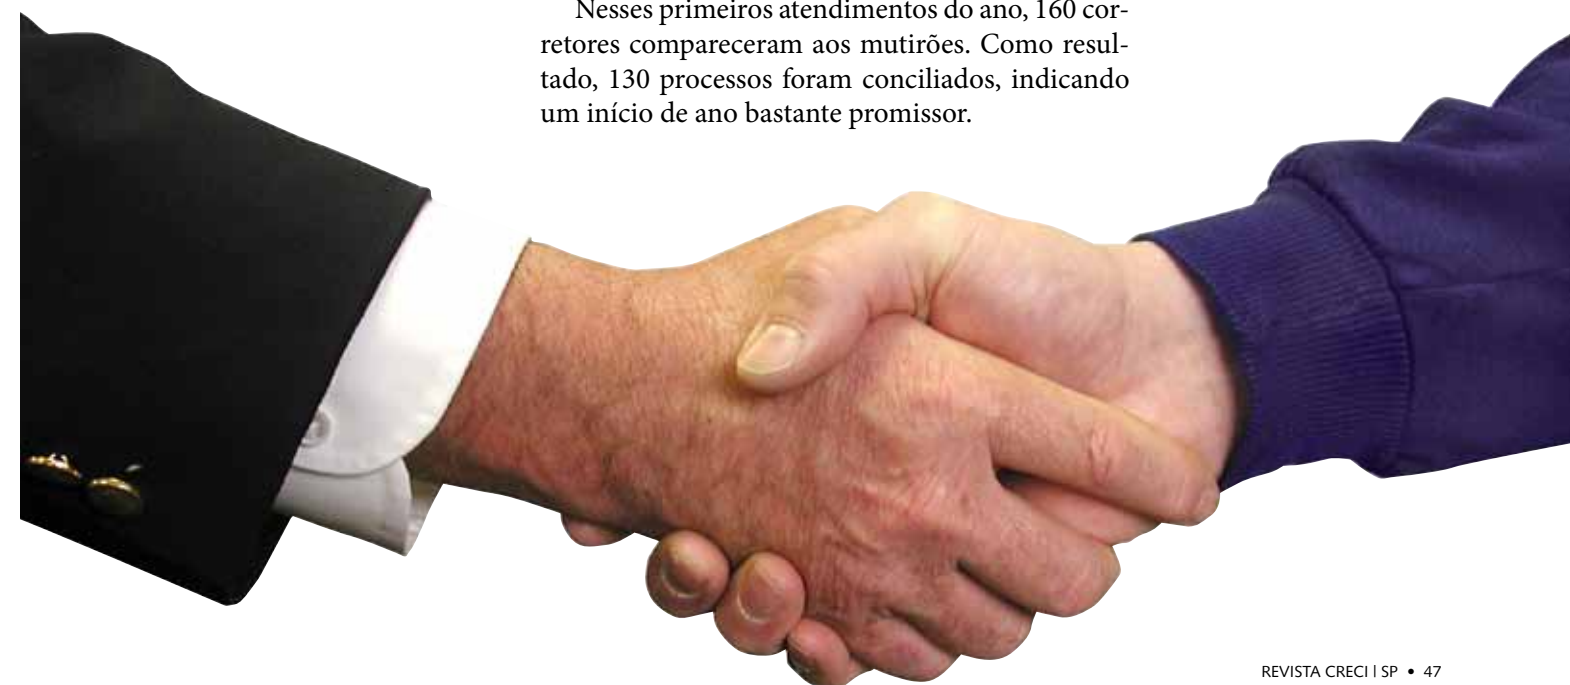 Nesses primeiros atendimentos do ano, 160 cor-
retores compareceram aos mutirões. Como resul-
tado, 130 processos foram conciliados, indicando
um início de ano bastante promissor.
REVISTA CRECI | SP • 47